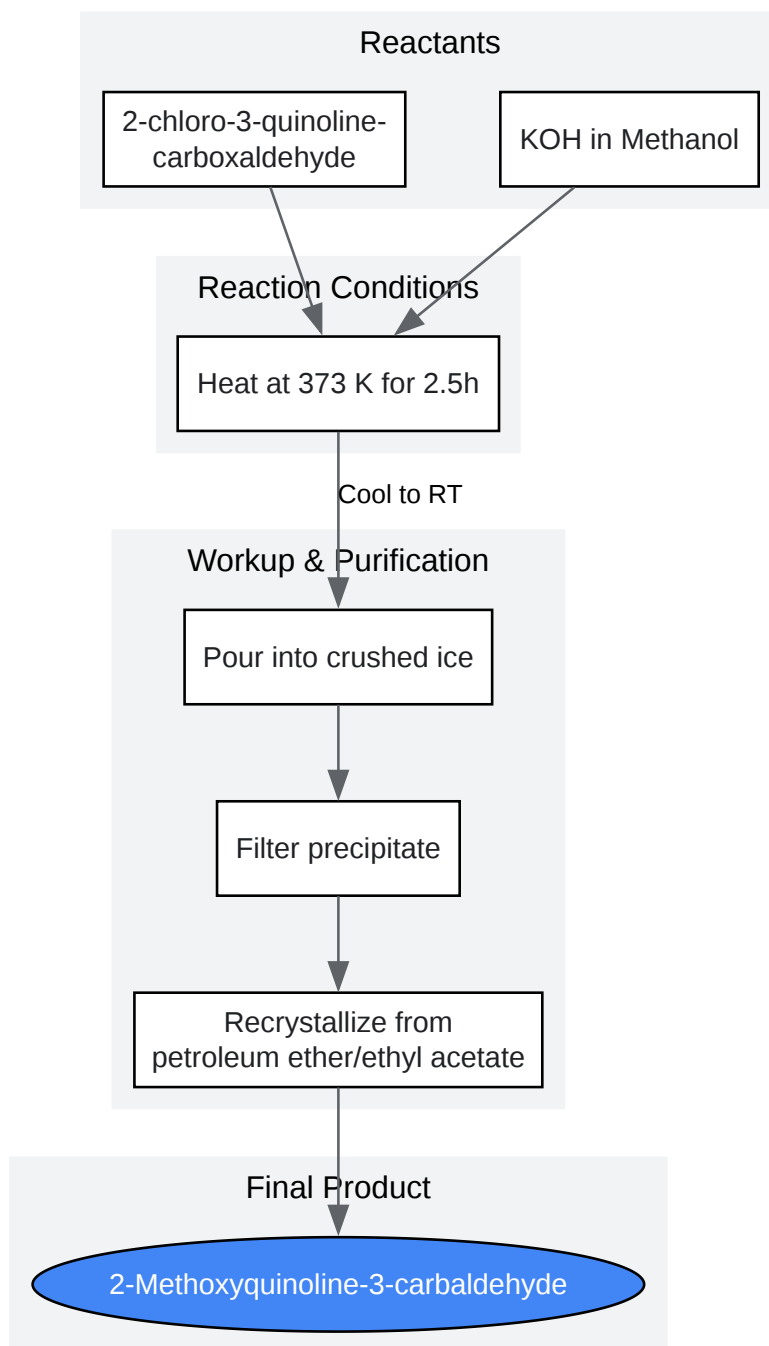 Reactants
2-chloro-3-quinoline-
carboxaldehyde
KOH in Methanol
Reaction Conditions
Heat at 373 K for 2.5h
Cool to RT
Workup & Purification
Pour into crushed ice
Filter precipitate
Recrystallize from
petroleum ether/ethyl acetate
Final Product
2-Methoxyquinoline-3-carbaldehyde